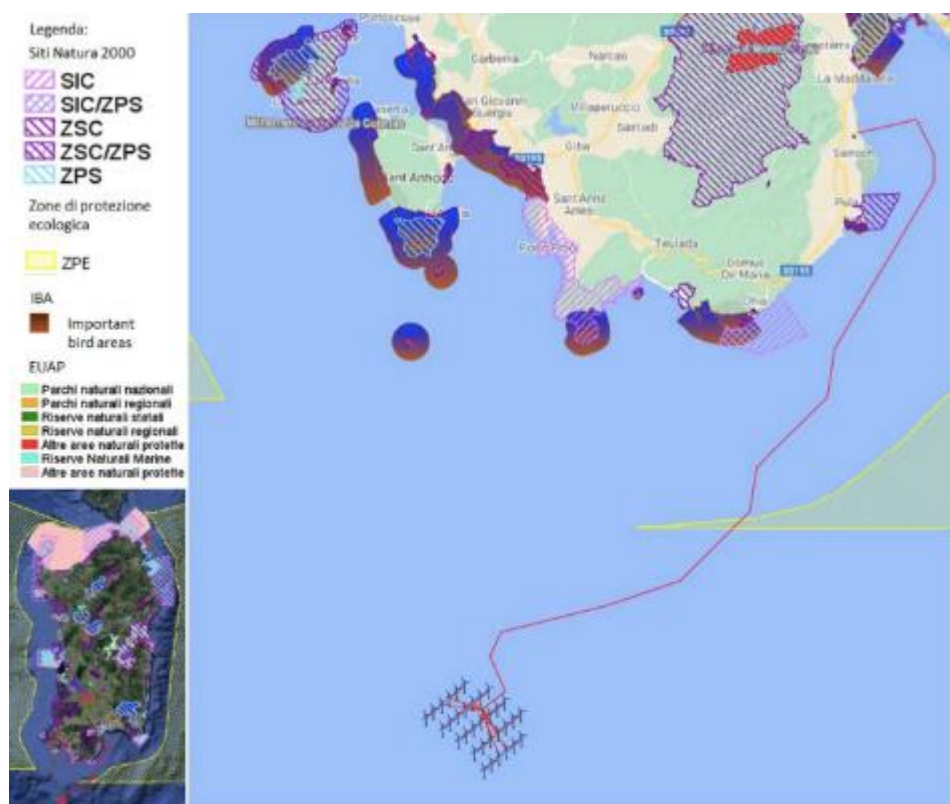 Legenda:
Siti Natura 2000
SIC
SIC/ZPS
ZSC
ZSC/ZPS
ZPS
Zone di protezione
ecologica
ZPE
IBA
Important
bird areas
EUAP
Parchi naturali nazionali
Parchi naturali regionali
Riserve naturali statali
Riserve naturali regionali
Altre aree naturali protette
Riserve Naturali Marine
Altre aree naturali protette
Portoscuso
Carbonia
Narcao
San Giovanni
Villaperuccio
Santadi
Giba
Sant'Antioco
SS195
Sant'Anna
Teulada
Domus
De Maria
SS195
Chia
La Maddalena
Sarroch
Pula